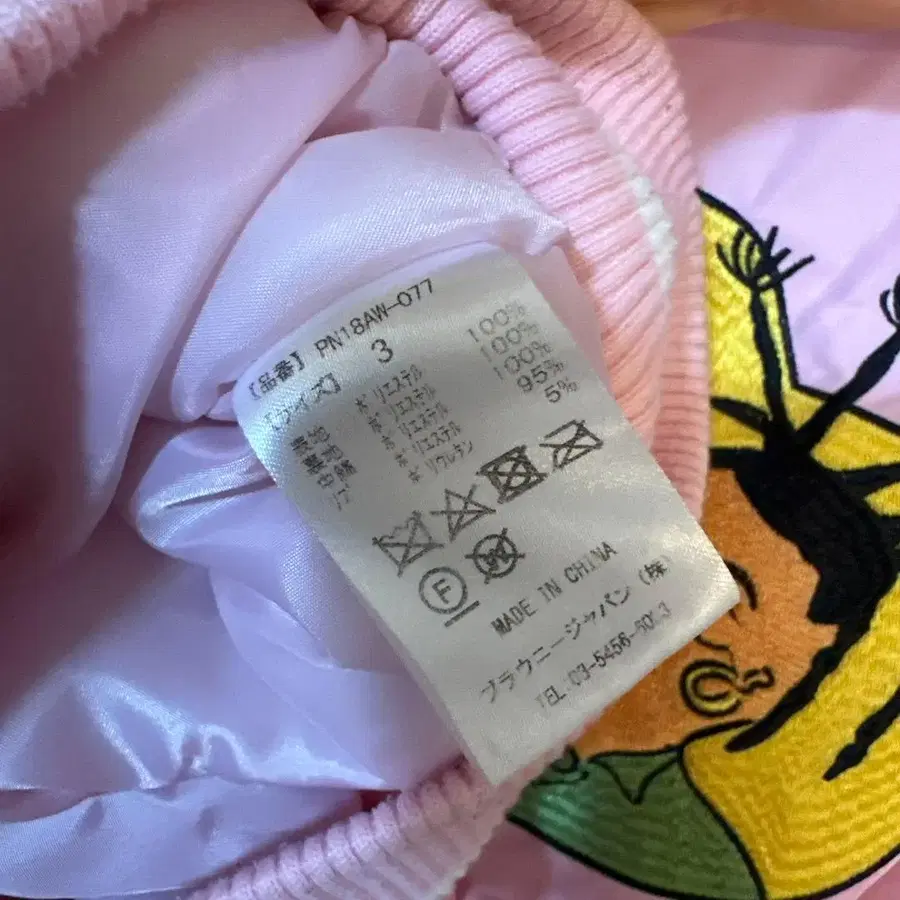 【品番】 PN18AW-077
【サイズ】 3
表地 ポリエステル 100%
裏地 ポリエステル 100%
中綿 ポリエステル 100%
リブ ポリエステル 95%
ポリウレタン 5%
F
MADE IN CHINA
ブラウニージャパン (株)
TEL: